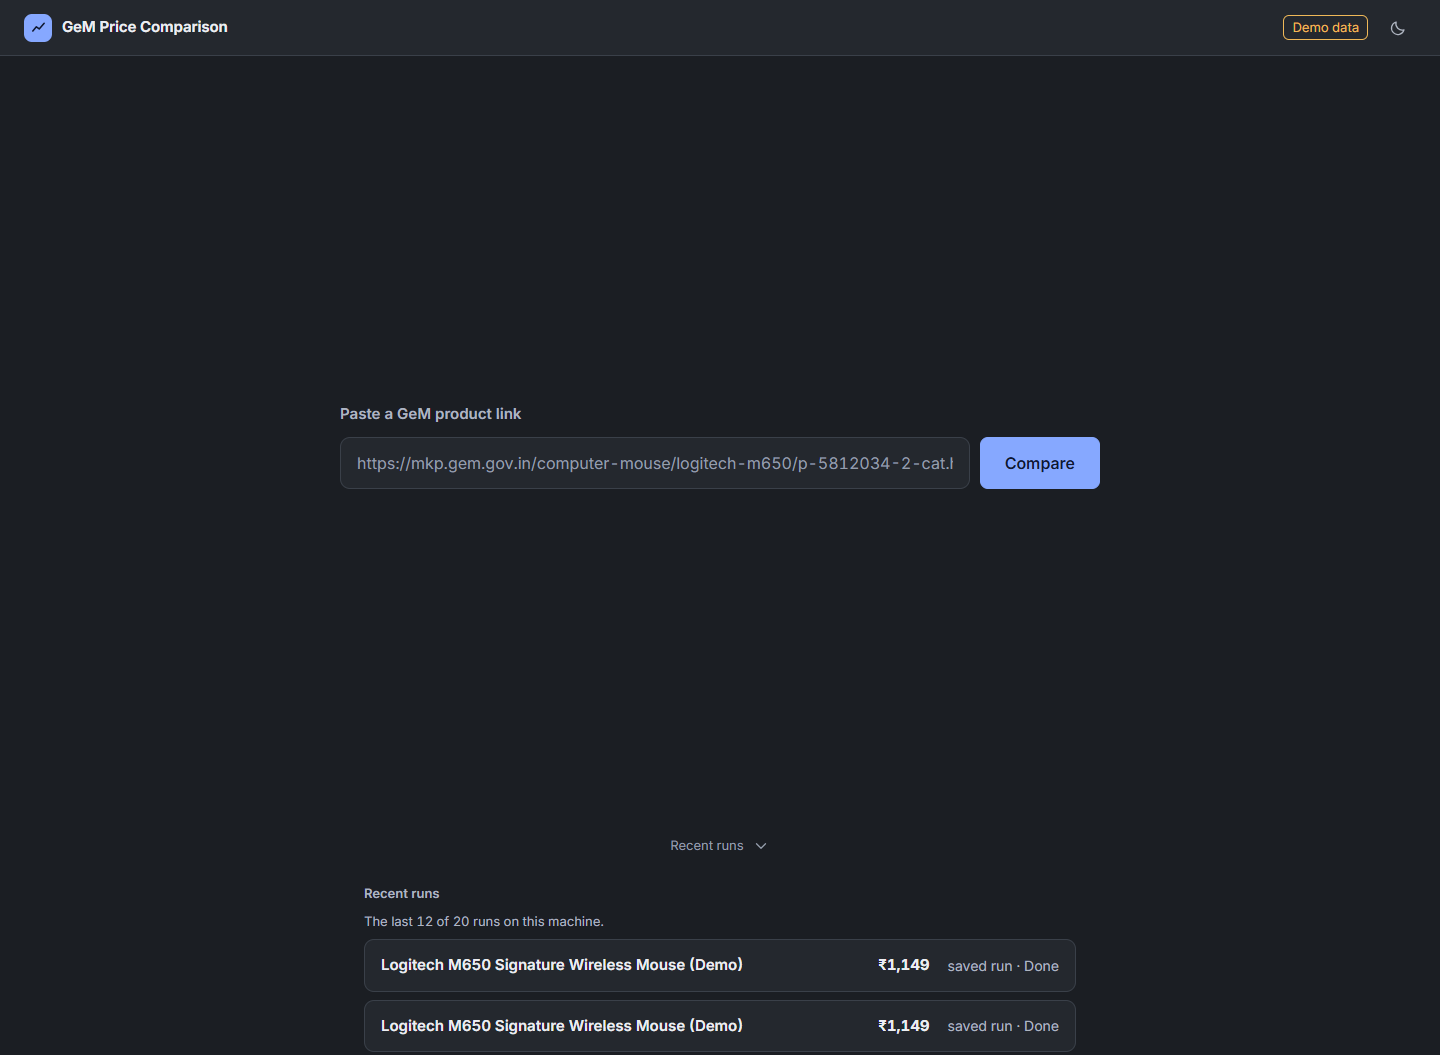 GeM Price Comparison
Demo data
Paste a GeM product link
https://mkp.gem.gov.in/computer-mouse/logitech-m650/p-5812034-2-cat.h
Compare
Recent runs
Recent runs
The last 12 of 20 runs on this machine.
Logitech M650 Signature Wireless Mouse (Demo) ₹1,149 saved run · Done
Logitech M650 Signature Wireless Mouse (Demo) ₹1,149 saved run · Done